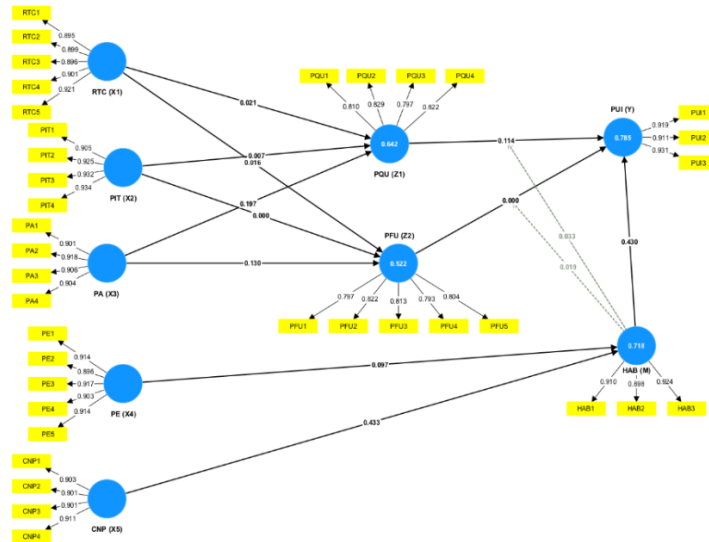 RTC1
RTC2
RTC3
RTC4
RTC5
0.895
0.899
0.896
0.901
0.921
RTC (X1)
PIT1
PIT2
PIT3
PIT4
0.905
0.925
0.932
0.934
PIT (X2)
PA1
PA2
PA3
PA4
0.901
0.918
0.906
0.904
PA (X3)
PE1
PE2
PE3
PE4
PE5
0.914
0.896
0.917
0.903
0.914
PE (X4)
CNP1
CNP2
CNP3
CNP4
0.903
0.901
0.901
0.911
CNP (X5)
0.021
0.007
0.016
0.197
0.000
0.130
0.097
0.433
PQU1 PQU2 PQU3 PQU4
0.810 0.829 0.797 0.822
0.642
PQU (Z1)
PFU (Z2)
0.522
0.797 0.822 0.813 0.793 0.804
PFU1 PFU2 PFU3 PFU4 PFU5
0.114
0.000
0.033
0.019
0.430
PUI (Y)
0.785
0.919
0.911
0.931
PUI1
PUI2
PUI3
0.718
HAB (M)
0.910 0.898 0.924
HAB1 HAB2 HAB3